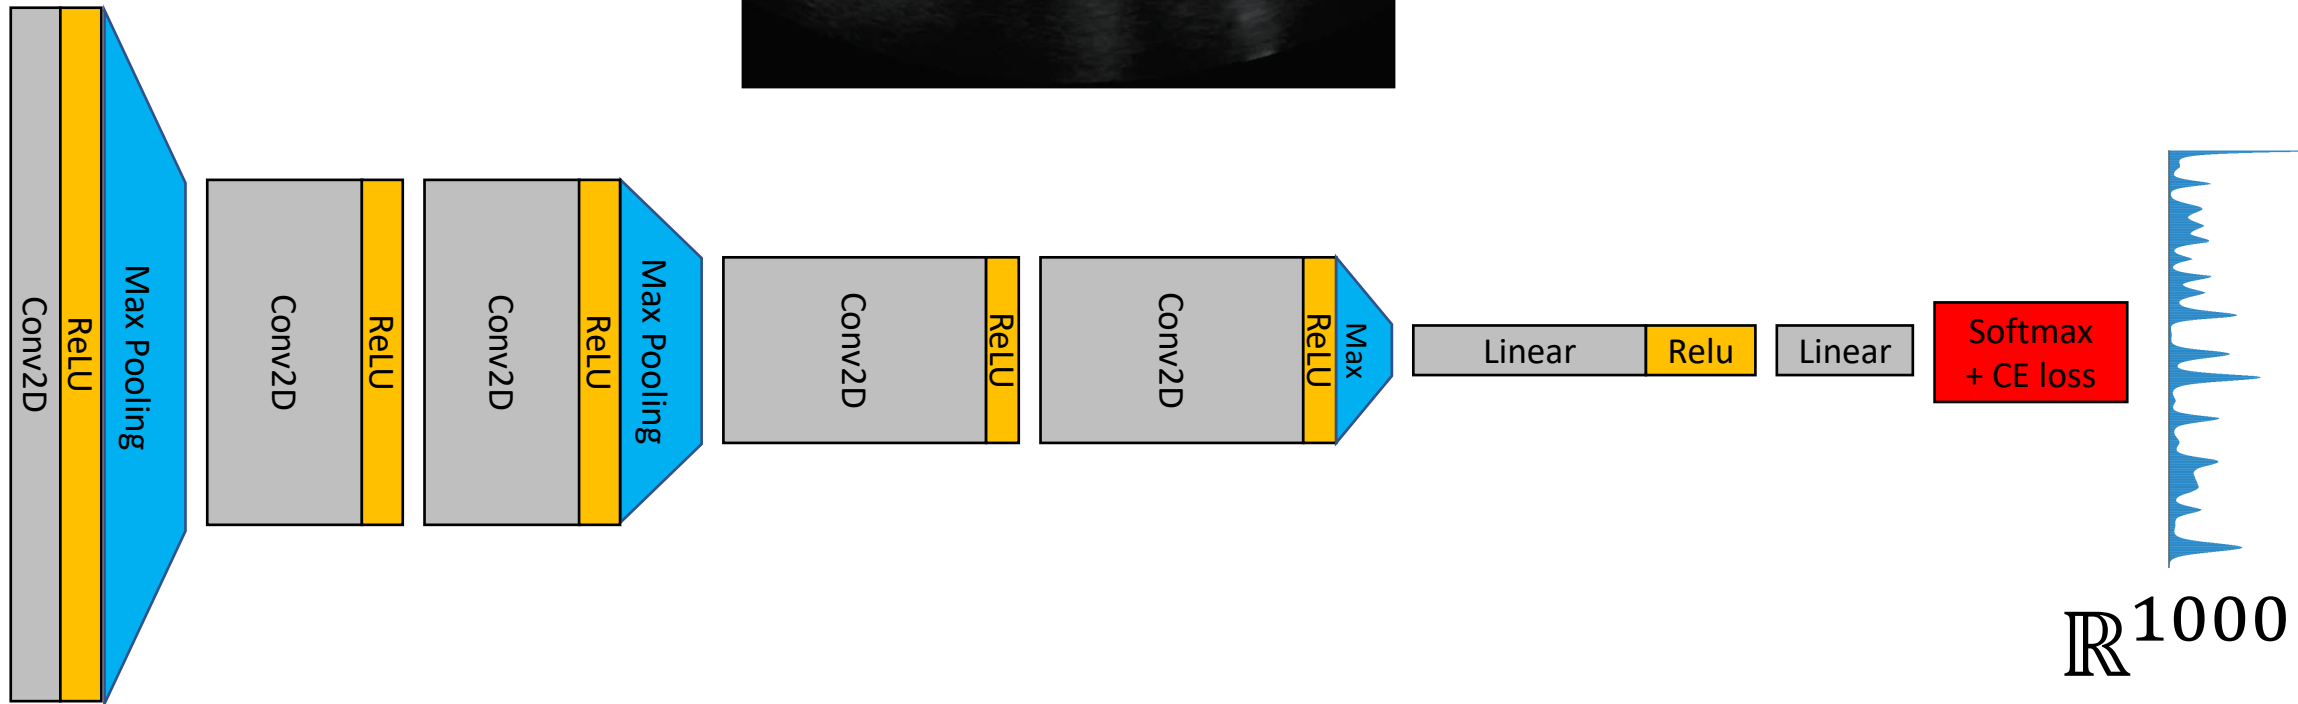 Conv2D
ReLU
Max Pooling
Conv2D
ReLU
Conv2D
ReLU
Max Pooling
Conv2D
ReLU
Conv2D
ReLU
Max
Linear
Relu
Linear
Softmax
+ CE loss
ℝ¹⁰⁰⁰